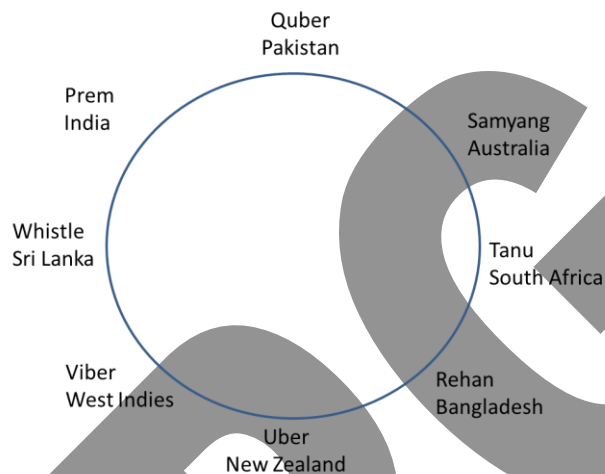 Quber
Pakistan
Prem
India
Samyang
Australia
Whistle
Sri Lanka
Tanu
South Africa
Viber
West Indies
Rehan
Bangladesh
Uber
New Zealand